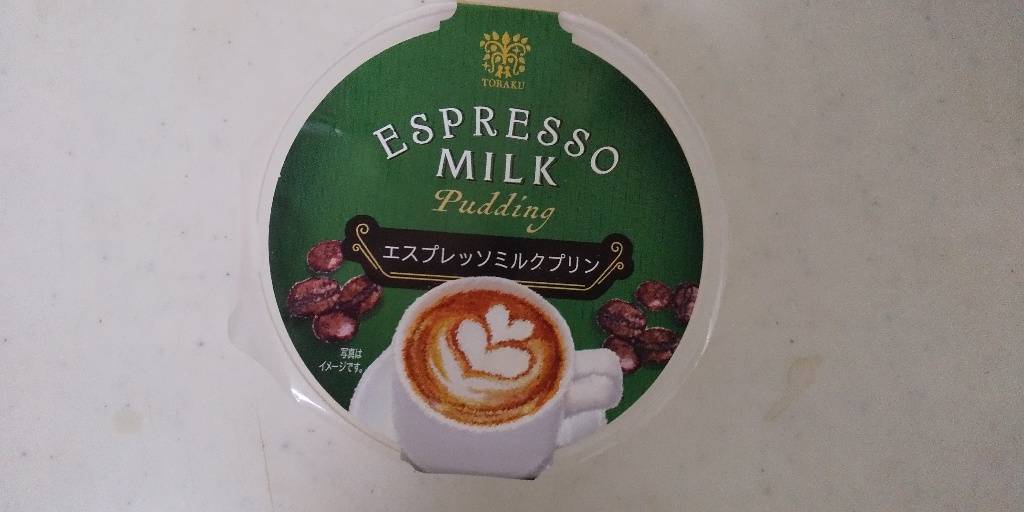 TORAKU
ESPRESSO
MILK
Pudding
エスプレッソミルクプリン
写真は
イメージです。